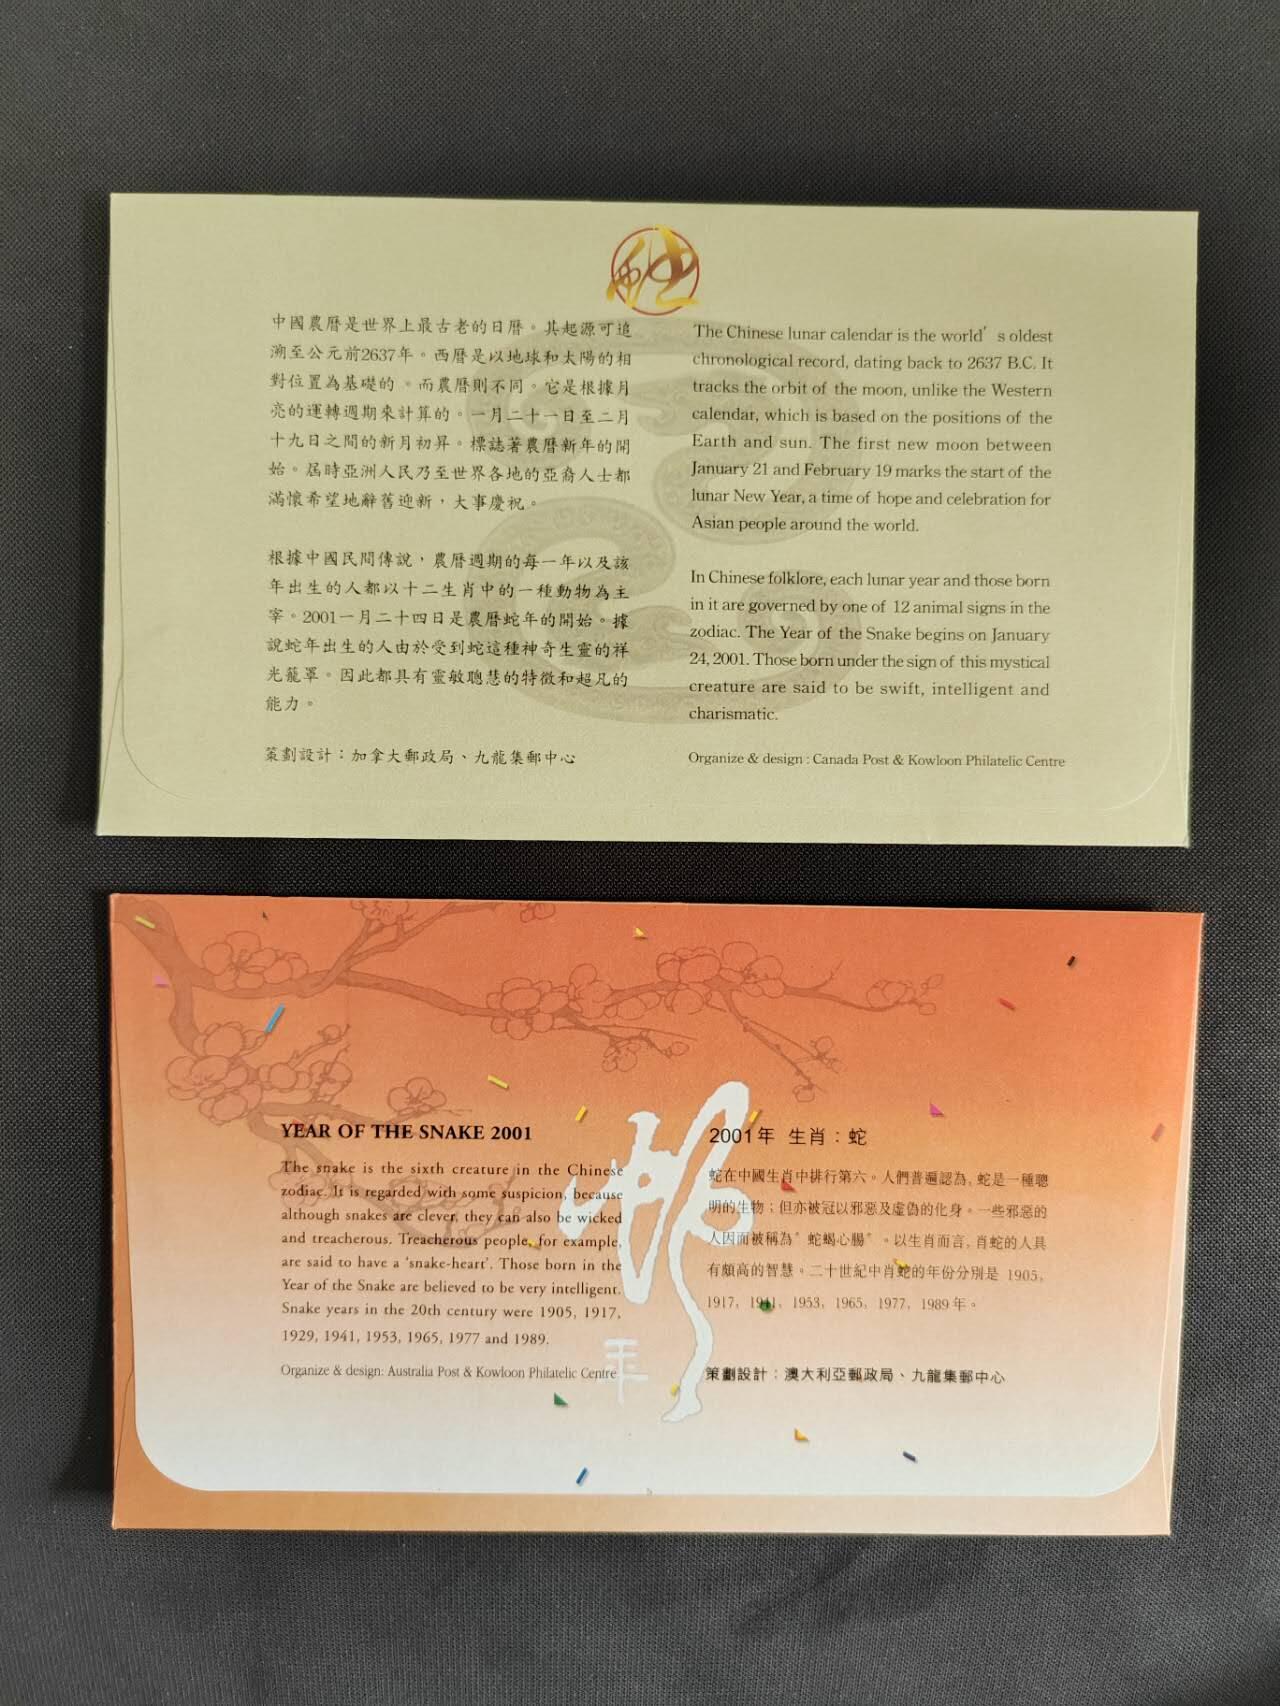 蛇
中國農曆是世界上最古老的日曆。其起源可追
溯至公元前2637年。西曆是以地球和太陽的相
對位置為基礎的。而農曆則不同。它是根據月
亮的運轉週期來計算的。一月二十一日至二月
十九日之間的新月初昇。標誌著農曆新年的開
始。屆時亞洲人民乃至世界各地的亞裔人士都
滿懷希望地辭舊迎新，大事慶祝。
根據中國民間傳說，農曆週期的每一年以及該
年出生的人都以十二生肖中的一種動物為主
宰。2001一月二十四日是農曆蛇年的開始。據
說蛇年出生的人由於受到蛇這種神奇生靈的祥
光籠罩。因此都具有靈敏聰慧的特徵和超凡的
能力。
策劃設計：加拿大郵政局、九龍集郵中心
The Chinese lunar calendar is the world's oldest
chronological record, dating back to 2637 B.C. It
tracks the orbit of the moon, unlike the Western
calendar, which is based on the positions of the
Earth and sun. The first new moon between
January 21 and February 19 marks the start of the
lunar New Year, a time of hope and celebration for
Asian people around the world.
In Chinese folklore, each lunar year and those born
in it are governed by one of 12 animal signs in the
zodiac. The Year of the Snake begins on January
24, 2001. Those born under the sign of this mystical
creature are said to be swift, intelligent and
charismatic.
Organize & design : Canada Post & Kowloon Philatelic Centre
YEAR OF THE SNAKE 2001
The snake is the sixth creature in the Chinese
zodiac. It is regarded with some suspicion, because
although snakes are clever, they can also be wicked
and treacherous. Treacherous people, for example,
are said to have a 'snake-heart'. Those born in the
Year of the Snake are believed to be very intelligent.
Snake years in the 20th century were 1905, 1917,
1929, 1941, 1953, 1965, 1977 and 1989.
Organize & design: Australia Post & Kowloon Philatelic Centre
蛇
年
2001年 生肖：蛇
蛇在中國生肖中排行第六。人們普遍認為，蛇是一種聰
明的生物；但亦被冠以邪惡及虛偽的化身。一些邪惡的
人因而被稱為〝蛇蝎心腸〞。以生肖而言，肖蛇的人具
有頗高的智慧。二十世紀中肖蛇的年份分別是 1905，
1917，1941，1953，1965，1977，1989年。
策劃設計：澳大利亞郵政局、九龍集郵中心